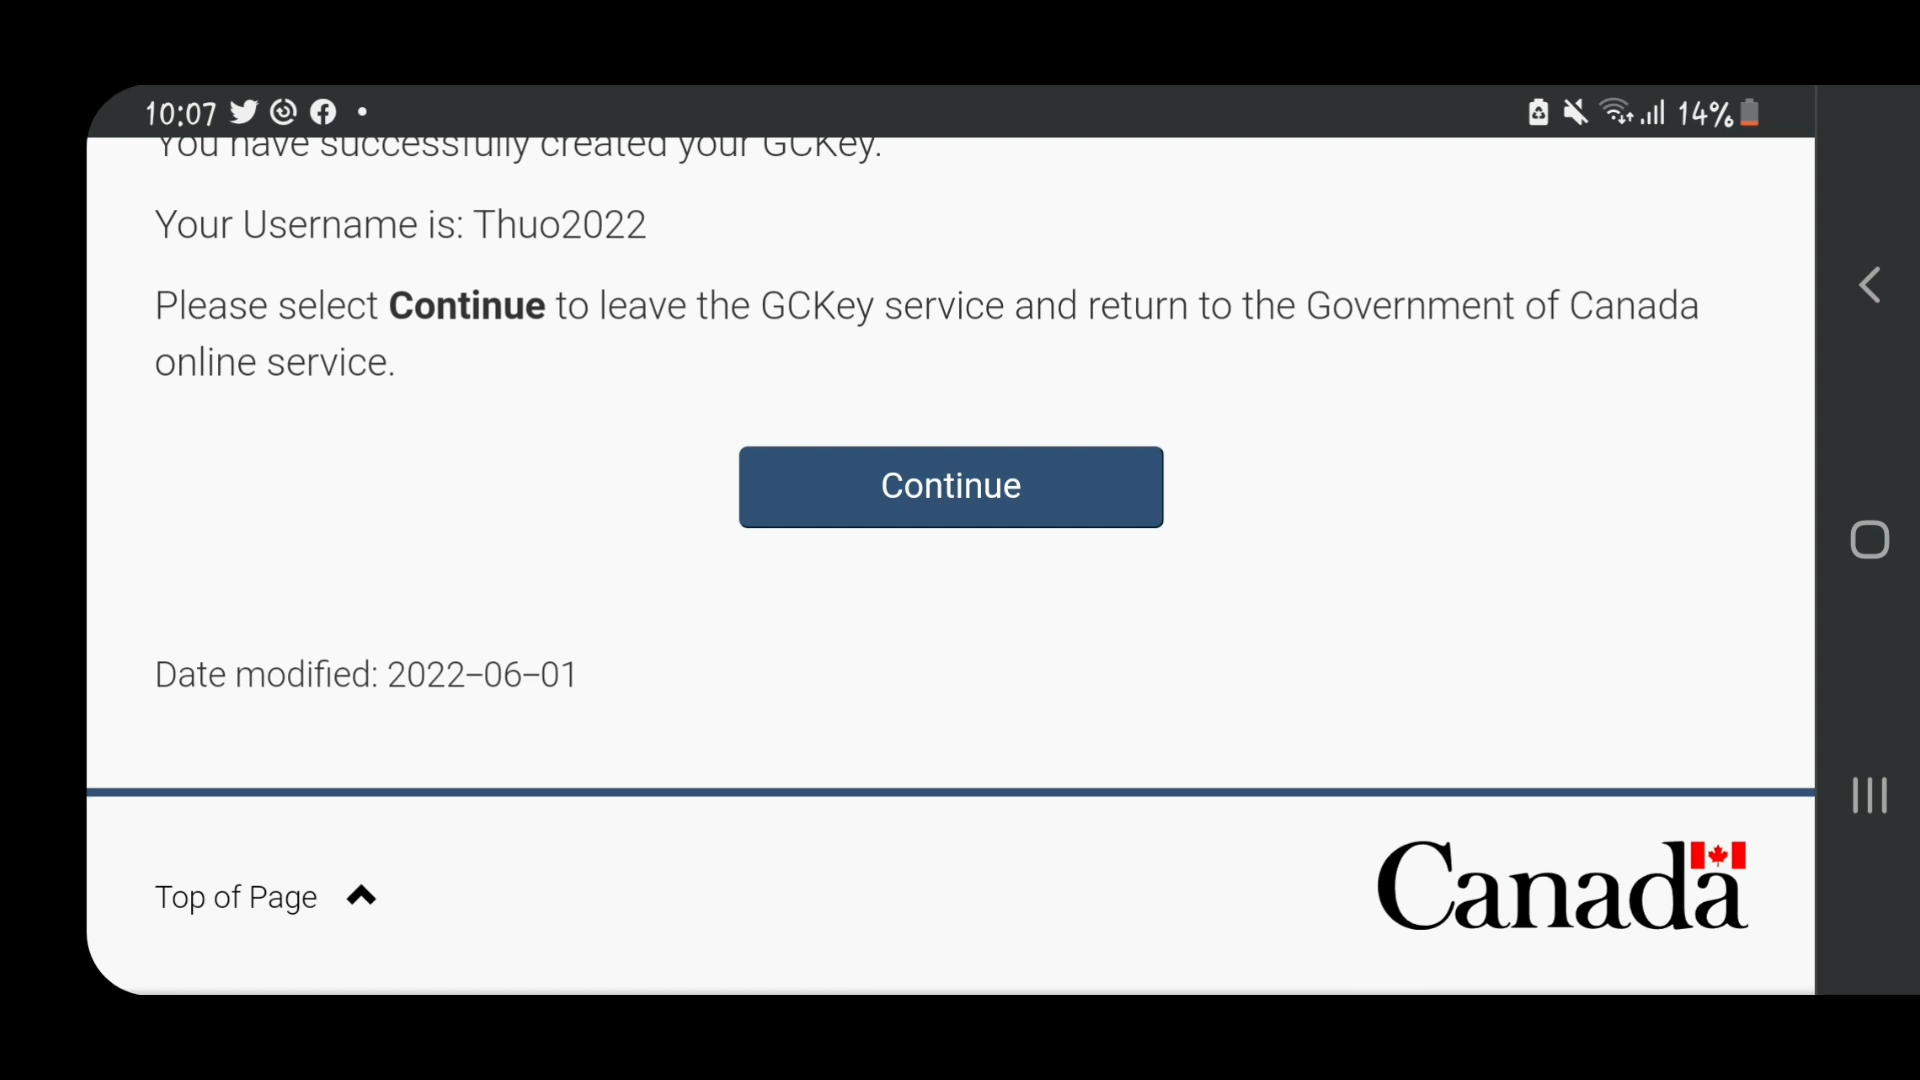 10:07 14%
You have successfully created your GCKey.
Your Username is: Thuo2022
Please select Continue to leave the GCKey service and return to the Government of Canada
online service.
Continue
Date modified: 2022-06-01
Top of Page
Canada